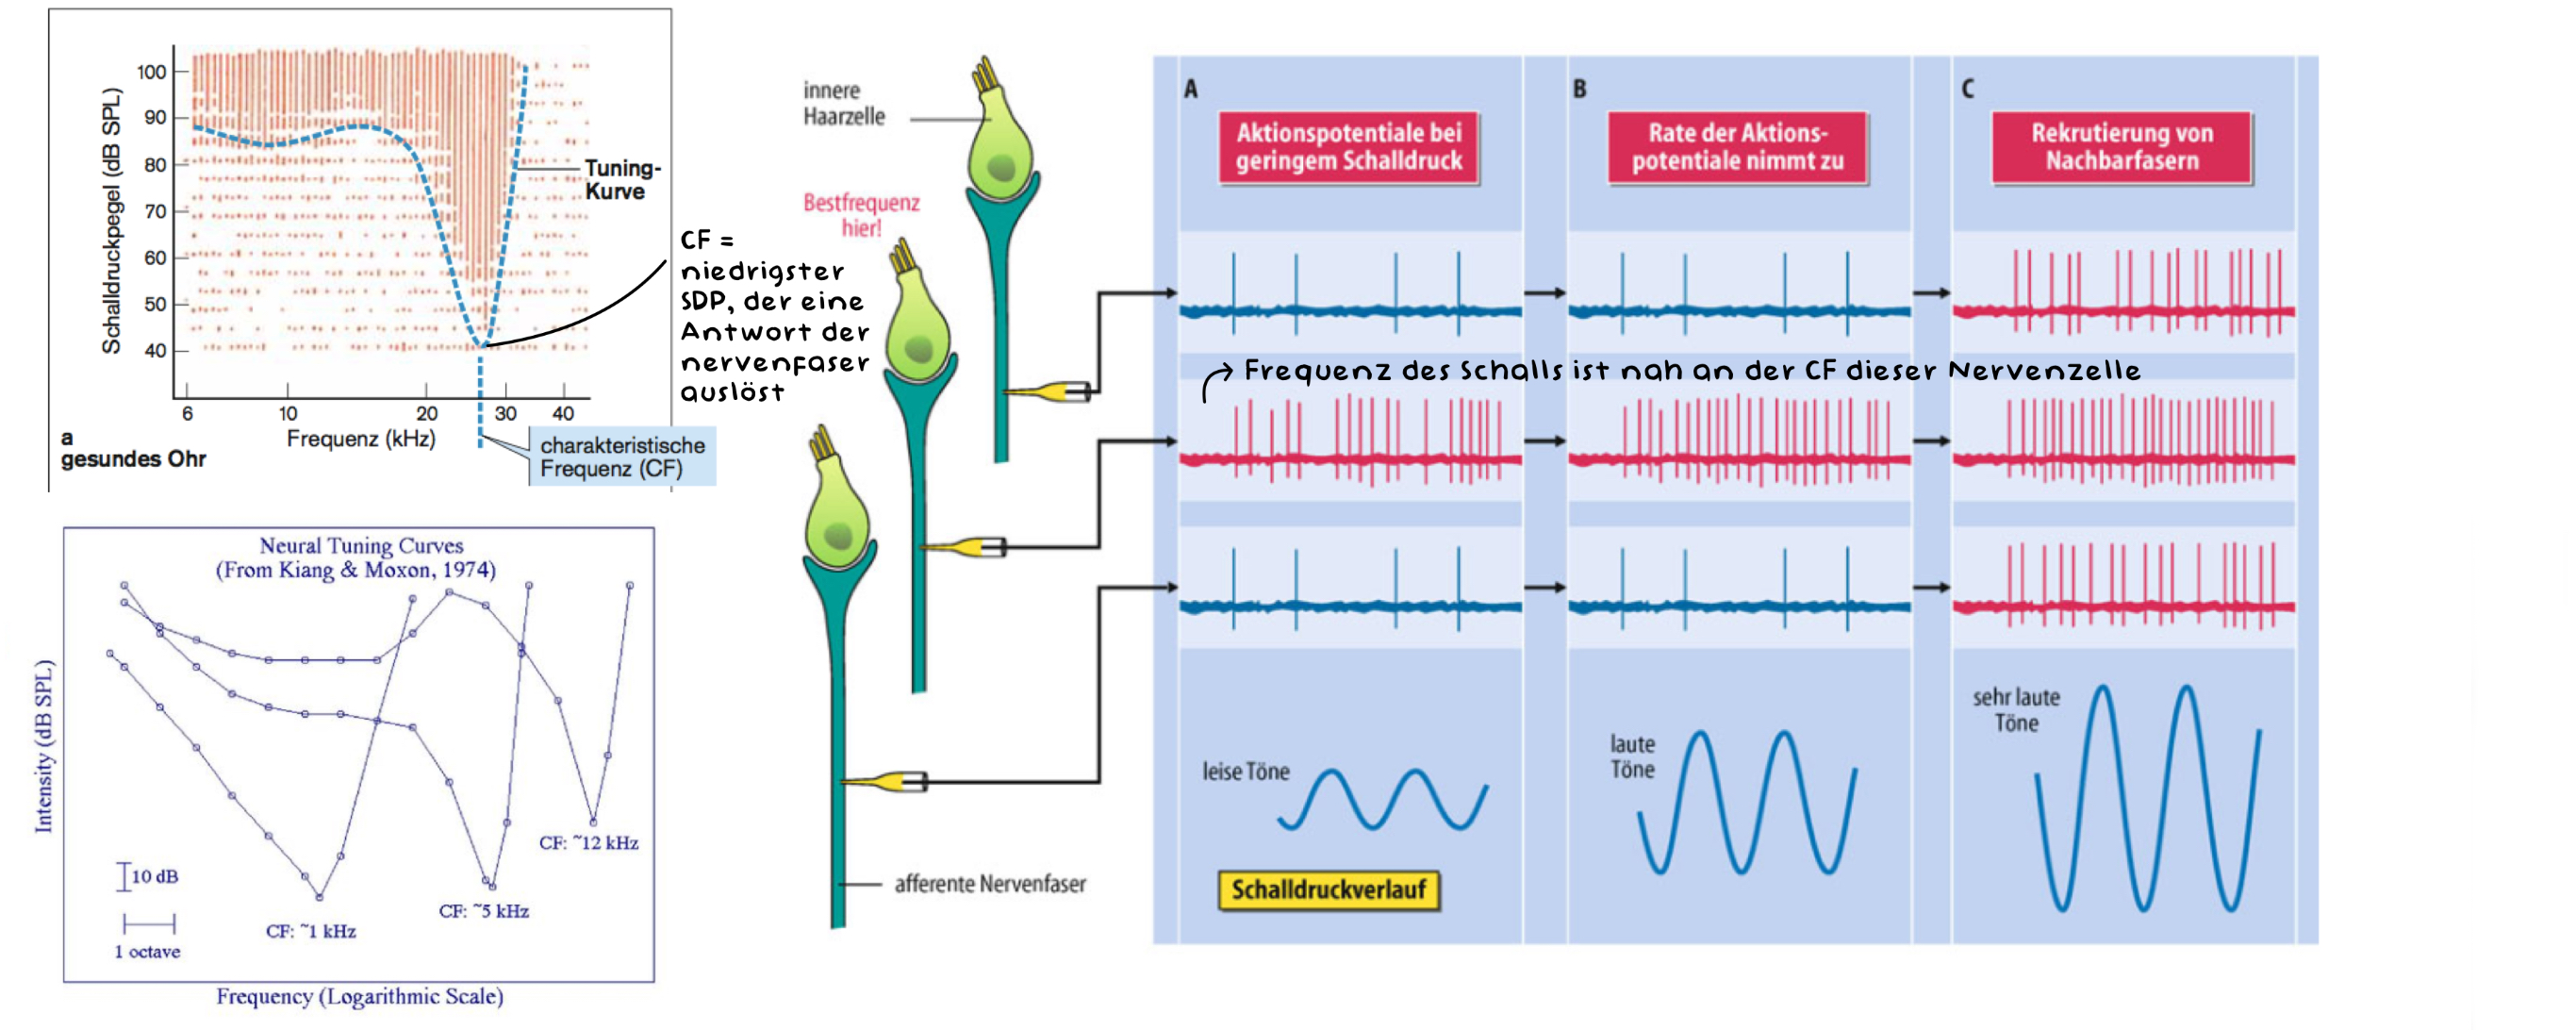 100
90
80
70
60
50
40
Schalldruckpegel (dB SPL)
6
10
20
30
40
Frequenz (kHz)
Tuning-
Kurve
a
gesundes Ohr
charakteristische
Frequenz (CF)
CF =
niedrigster
SDP, der eine
Antwort der
nervenfaser
auslöst
Neural Tuning Curves
(From Kiang & Moxon, 1974)
Intensity (dB SPL)
10 dB
1 octave
CF: ~1 kHz
CF: ~5 kHz
CF: ~12 kHz
Frequency (Logarithmic Scale)
innere
Haarzelle
Bestfrequenz
hier!
afferente Nervenfaser
A
Aktionspotentiale bei
geringem Schalldruck
B
Rate der Aktions-
potentiale nimmt zu
C
Rekrutierung von
Nachbarfasern
Frequenz des Schalls ist nah an der CF dieser Nervenzelle
leise Töne
Schalldruckverlauf
laute
Töne
sehr laute
Töne